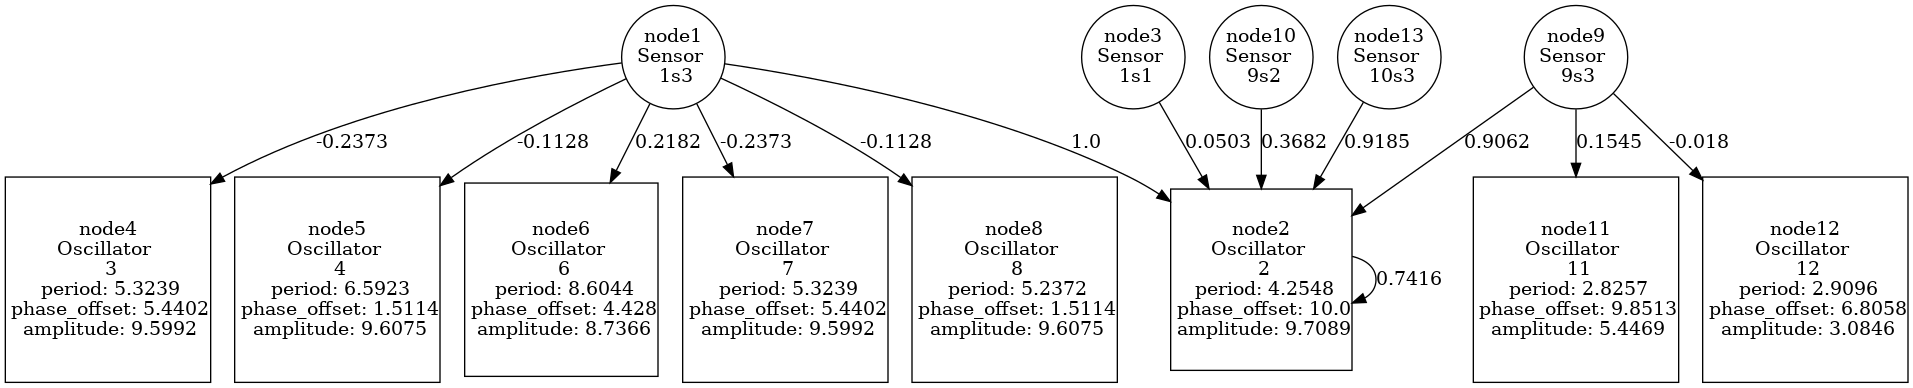 node1
Sensor
1s3
node3
Sensor
1s1
node10
Sensor
9s2
node13
Sensor
10s3
node9
Sensor
9s3
-0.2373
-0.1128
0.2182
-0.2373
-0.1128
1.0
0.0503
0.3682
0.9185
0.9062
0.1545
-0.018
node4
Oscillator
3
period: 5.3239
phase_offset: 5.4402
amplitude: 9.5992
node5
Oscillator
4
period: 6.5923
phase_offset: 1.5114
amplitude: 9.6075
node6
Oscillator
6
period: 8.6044
phase_offset: 4.428
amplitude: 8.7366
node7
Oscillator
7
period: 5.3239
phase_offset: 5.4402
amplitude: 9.5992
node8
Oscillator
8
period: 5.2372
phase_offset: 1.5114
amplitude: 9.6075
node2
Oscillator
2
period: 4.2548
phase_offset: 10.0
amplitude: 9.7089
0.7416
node11
Oscillator
11
period: 2.8257
phase_offset: 9.8513
amplitude: 5.4469
node12
Oscillator
12
period: 2.9096
phase_offset: 6.8058
amplitude: 3.0846